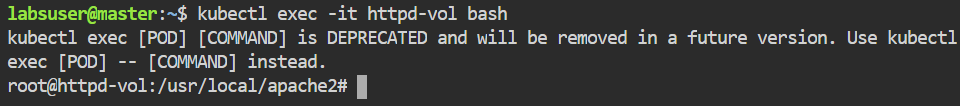 labsuser@master:~$ kubectl exec -it httpd-vol bash
kubectl exec [POD] [COMMAND] is DEPRECATED and will be removed in a future version. Use kubectl
exec [POD] -- [COMMAND] instead.
root@httpd-vol:/usr/local/apache2#